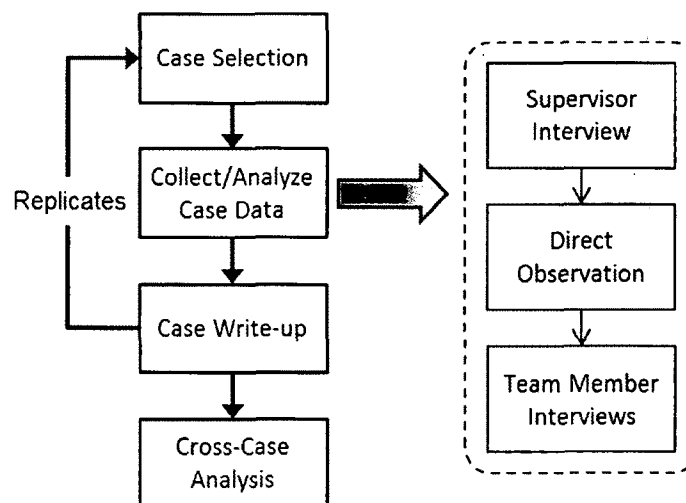 Case Selection
Collect/Analyze
Case Data
Replicates
Case Write-up
Cross-Case
Analysis
Supervisor
Interview
Direct
Observation
Team Member
Interviews